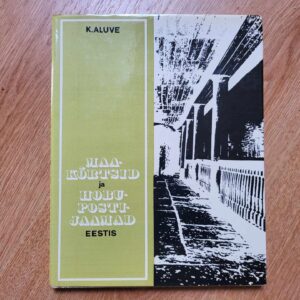 K. ALUVE
MAA-
KÕRTSID
ja
HOBU-
POSTI-
JAAMAD
EESTIS